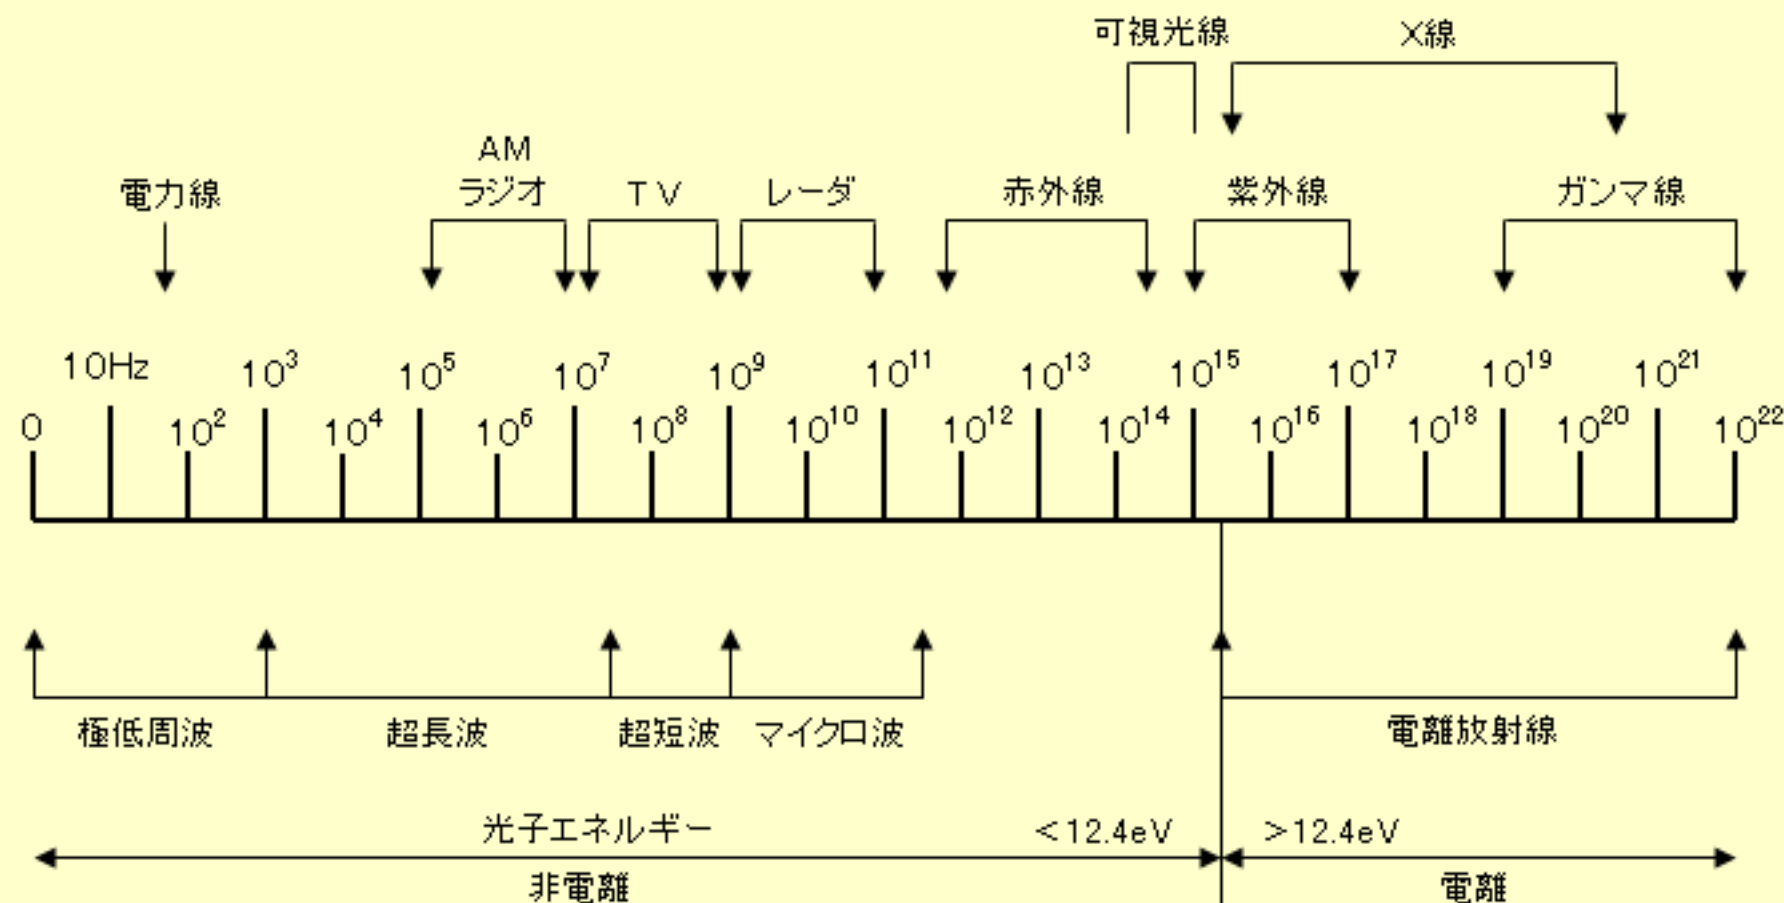 可視光線 X線
AM
電力線 ラジオ TV レーダ 赤外線 紫外線 ガンマ線
10Hz 10³ 10⁵ 10⁷ 10⁹ 10¹¹ 10¹³ 10¹⁵ 10¹⁷ 10¹⁹ 10²¹
0 10² 10⁴ 10⁶ 10⁸ 10¹⁰ 10¹² 10¹⁴ 10¹⁶ 10¹⁸ 10²⁰ 10²²
極低周波 超長波 超短波 マイクロ波 電離放射線
光子エネルギー <12.4eV >12.4eV
非電離 電離